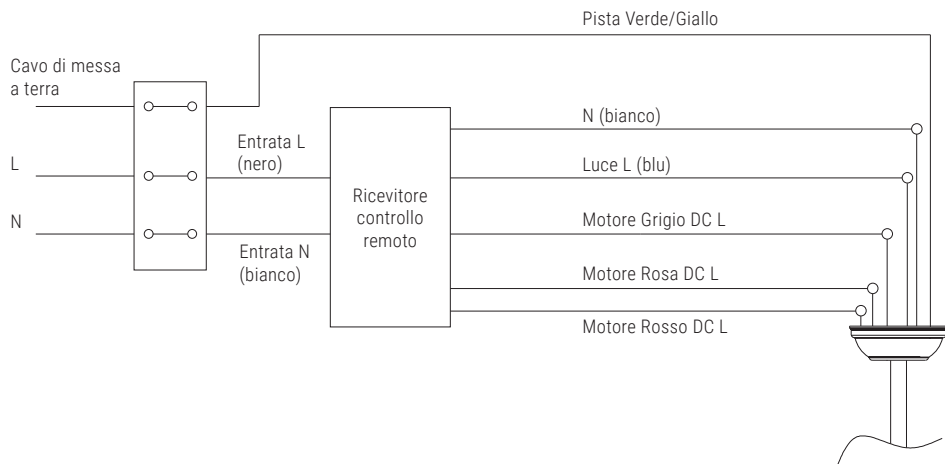 Pista Verde/Giallo
Cavo di messa
a terra
N (bianco)
Entrata L
(nero)
L
Luce L (blu)
Ricevitore
controllo
remoto
N
Motore Grigio DC L
Entrata N
(bianco)
Motore Rosa DC L
Motore Rosso DC L